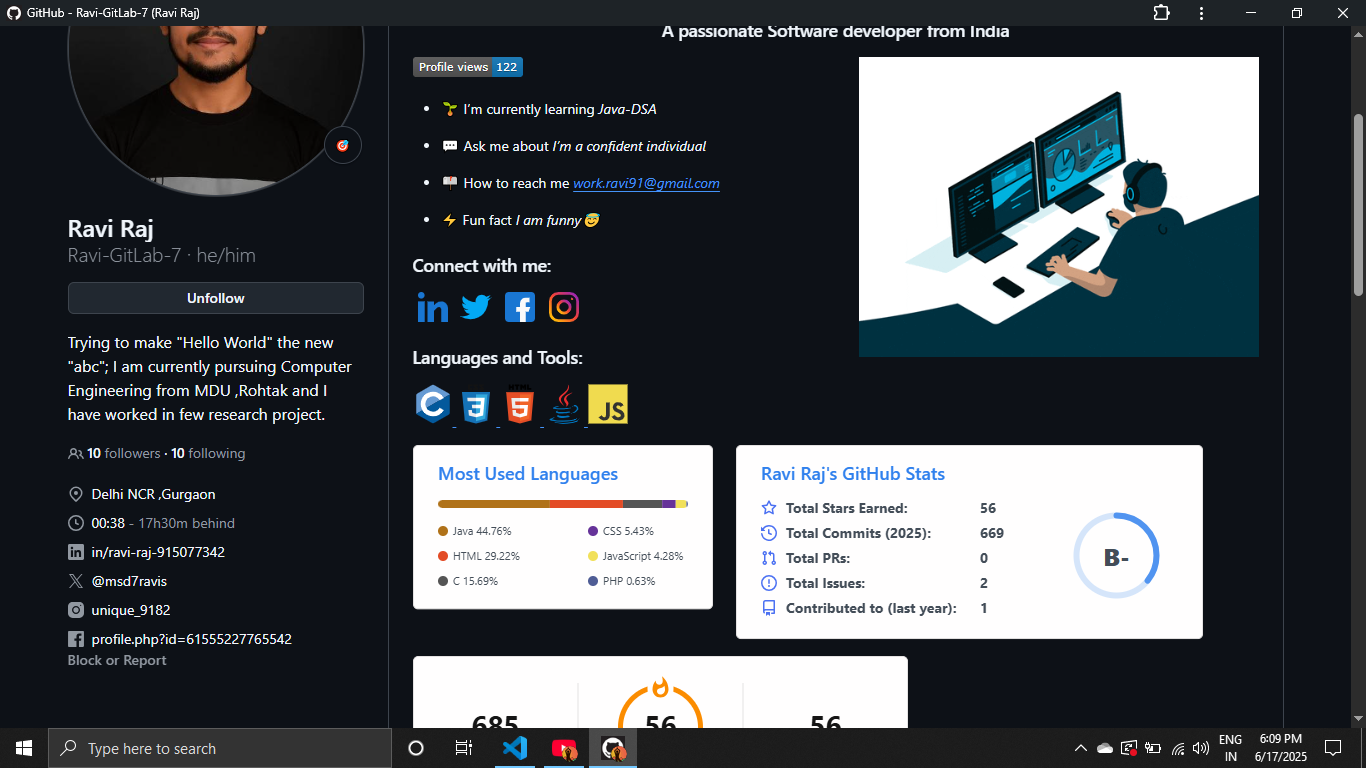 GitHub - Ravi-GitLab-7 (Ravi Raj)
A passionate Software developer from India
Profile views 122
🌱 I'm currently learning Java-DSA
💬 Ask me about I'm a confident individual
📫 How to reach me work.ravi91@gmail.com
⚡ Fun fact I am funny 😅
Ravi Raj
Ravi-GitLab-7 · he/him
Unfollow
Trying to make "Hello World" the new
"abc"; I am currently pursuing Computer
Engineering from MDU ,Rohtak and I
have worked in few research project.
10 followers · 10 following
Delhi NCR ,Gurgaon
00:38 - 17h30m behind
in/ravi-raj-915077342
@msd7ravis
unique_9182
profile.php?id=61555227765542
Block or Report
Connect with me:
in
Languages and Tools:
C
3
HTML
5
Java
JS
Most Used Languages
Java 44.76%
HTML 29.22%
C 15.69%
CSS 5.43%
JavaScript 4.28%
PHP 0.63%
Ravi Raj's GitHub Stats
Total Stars Earned: 56
Total Commits (2025): 669
Total PRs: 0
Total Issues: 2
Contributed to (last year): 1
B-
685
56
56
Type here to search
ENG
IN
6:09 PM
6/17/2025